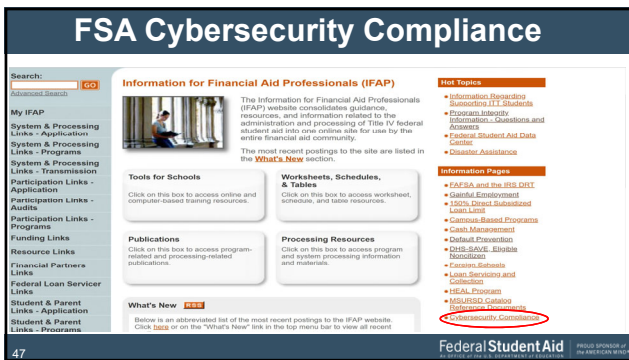 FSA Cybersecurity Compliance
Search:
GO
Advanced Search
My IFAP
System & Processing
Links - Application
System & Processing
Links - Programs
System & Processing
Links - Transmission
Participation Links -
Application
Participation Links -
Audits
Participation Links -
Programs
Funding Links
Resource Links
Financial Partners
Links
Federal Loan Servicer
Links
Student & Parent
Links - Application
Student & Parent
Links - Programs
Information for Financial Aid Professionals (IFAP)
The Information for Financial Aid Professionals
(IFAP) website consolidates guidance,
resources, and information related to the
administration and processing of Title IV federal
student aid into one online site for use by the
entire financial aid community.
The most recent postings to the site are listed in
the What's New section.
Tools for Schools
Click on this box to access online and
computer-based training resources.
Worksheets, Schedules,
& Tables
Click on this box to access worksheet,
schedule, and table resources.
Publications
Click on this box to access program-
related and processing-related
publications.
Processing Resources
Click on this box to access program
and system processing information
and materials.
What's New RSS
Below is an abbreviated list of the most recent postings to the IFAP website.
Click here or on the "What's New" link in the top menu bar to view all recent
Hot Topics
Information Regarding
Supporting ITT Students
Program Integrity
Information - Questions and
Answers
Federal Student Aid Data
Center
Disaster Assistance
Information Pages
FAFSA and the IRS DRT
Gainful Employment
150% Direct Subsidized
Loan Limit
Campus-Based Programs
Cash Management
Default Prevention
DHS-SAVE, Eligible
Noncitizen
Foreign Schools
Loan Servicing and
Collection
HEAL Program
MSURSD Catalog
Reference Documents
Cybersecurity Compliance
47
Federal Student Aid
An OFFICE of the U.S. DEPARTMENT of EDUCATION
PROUD SPONSOR of
the AMERICAN MIND®